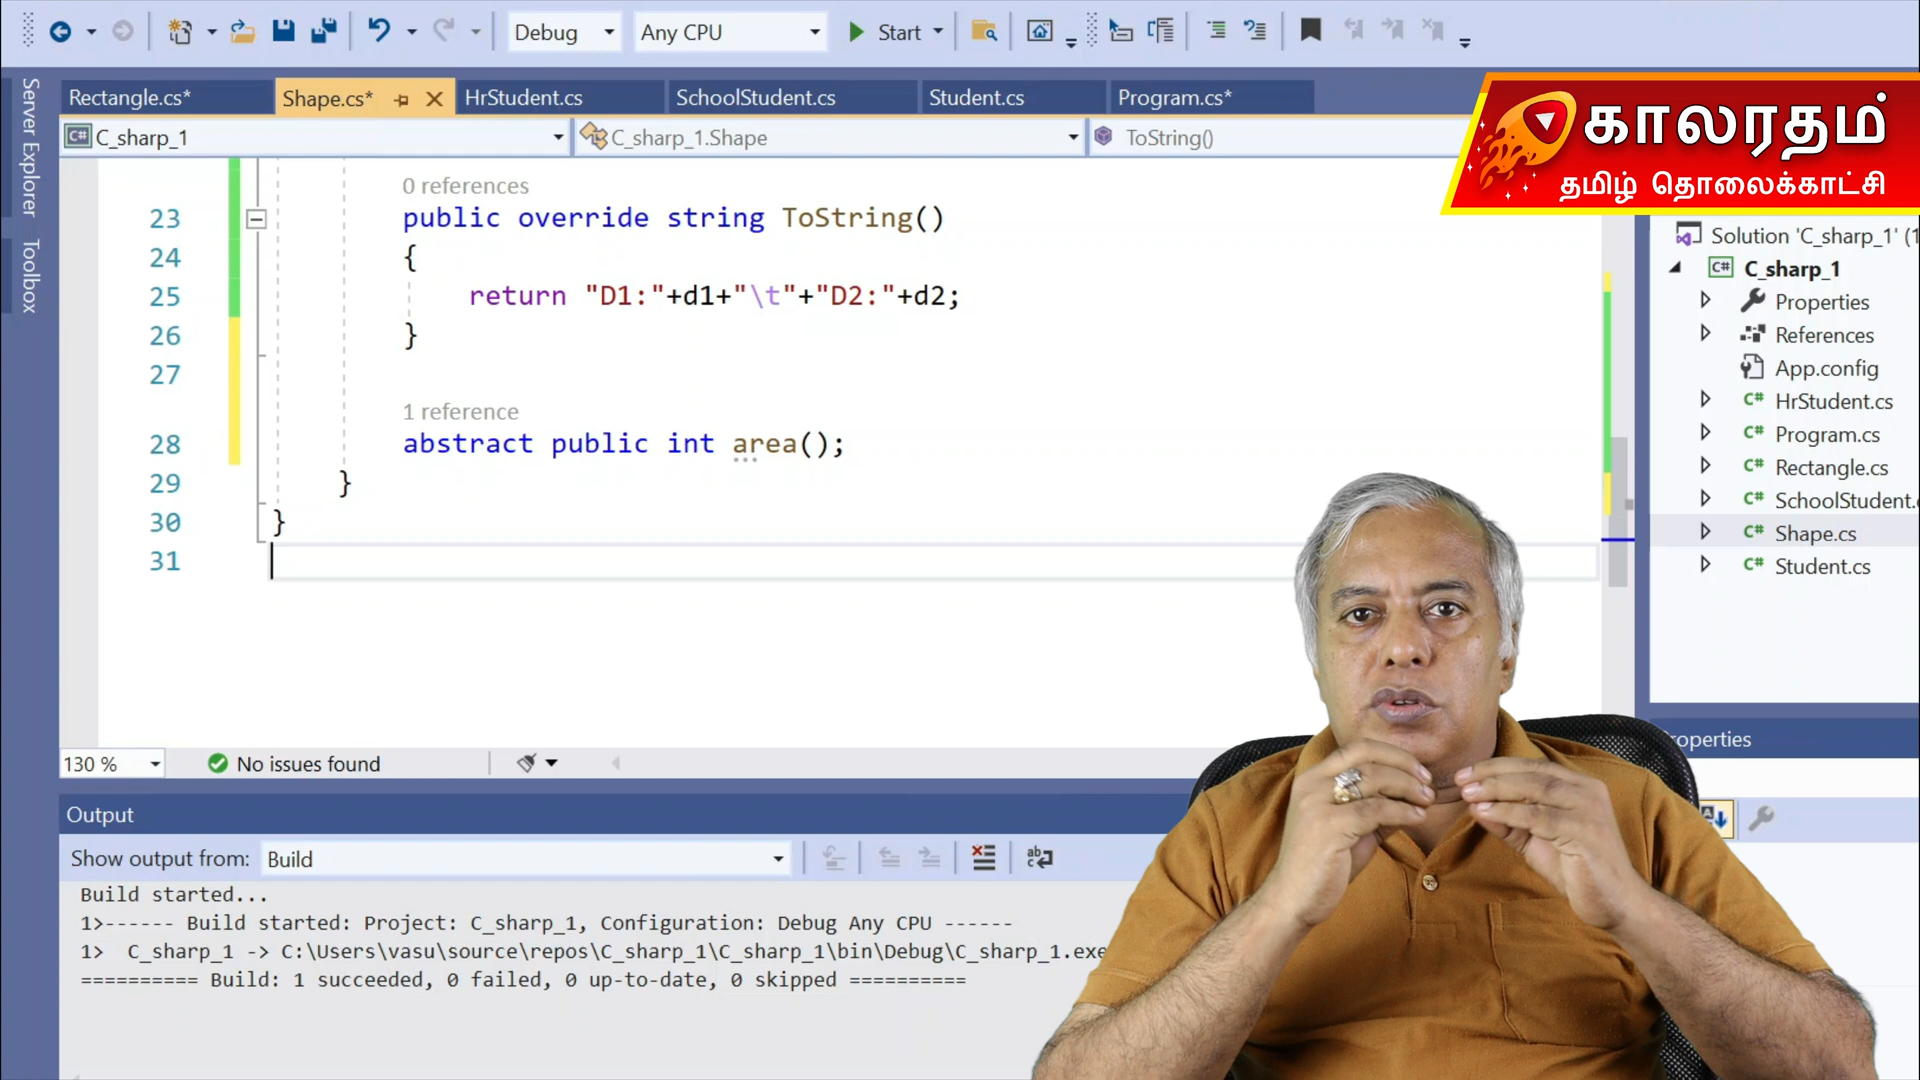 Debug
Any CPU
Start
Rectangle.cs*
Shape.cs*
HrStudent.cs
SchoolStudent.cs
Student.cs
Program.cs*
காலரதம்
தமிழ் தொலைக்காட்சி
Server Explorer
Toolbox
C# C_sharp_1
C_sharp_1.Shape
ToString()
0 references
23 public override string ToString()
24 {
25 return "D1:"+d1+"\t"+"D2:"+d2;
26 }
27
1 reference
28 abstract public int area();
29 }
30 }
31
Solution 'C_sharp_1' (1
C# C_sharp_1
Properties
References
App.config
C# HrStudent.cs
C# Program.cs
C# Rectangle.cs
C# SchoolStudent.
C# Shape.cs
C# Student.cs
130 %
No issues found
roperties
Output
Show output from: Build
Build started...
1>------ Build started: Project: C_sharp_1, Configuration: Debug Any CPU ------
1> C_sharp_1 -> C:\Users\vasu\source\repos\C_sharp_1\C_sharp_1\bin\Debug\C_sharp_1.exe
========== Build: 1 succeeded, 0 failed, 0 up-to-date, 0 skipped ==========